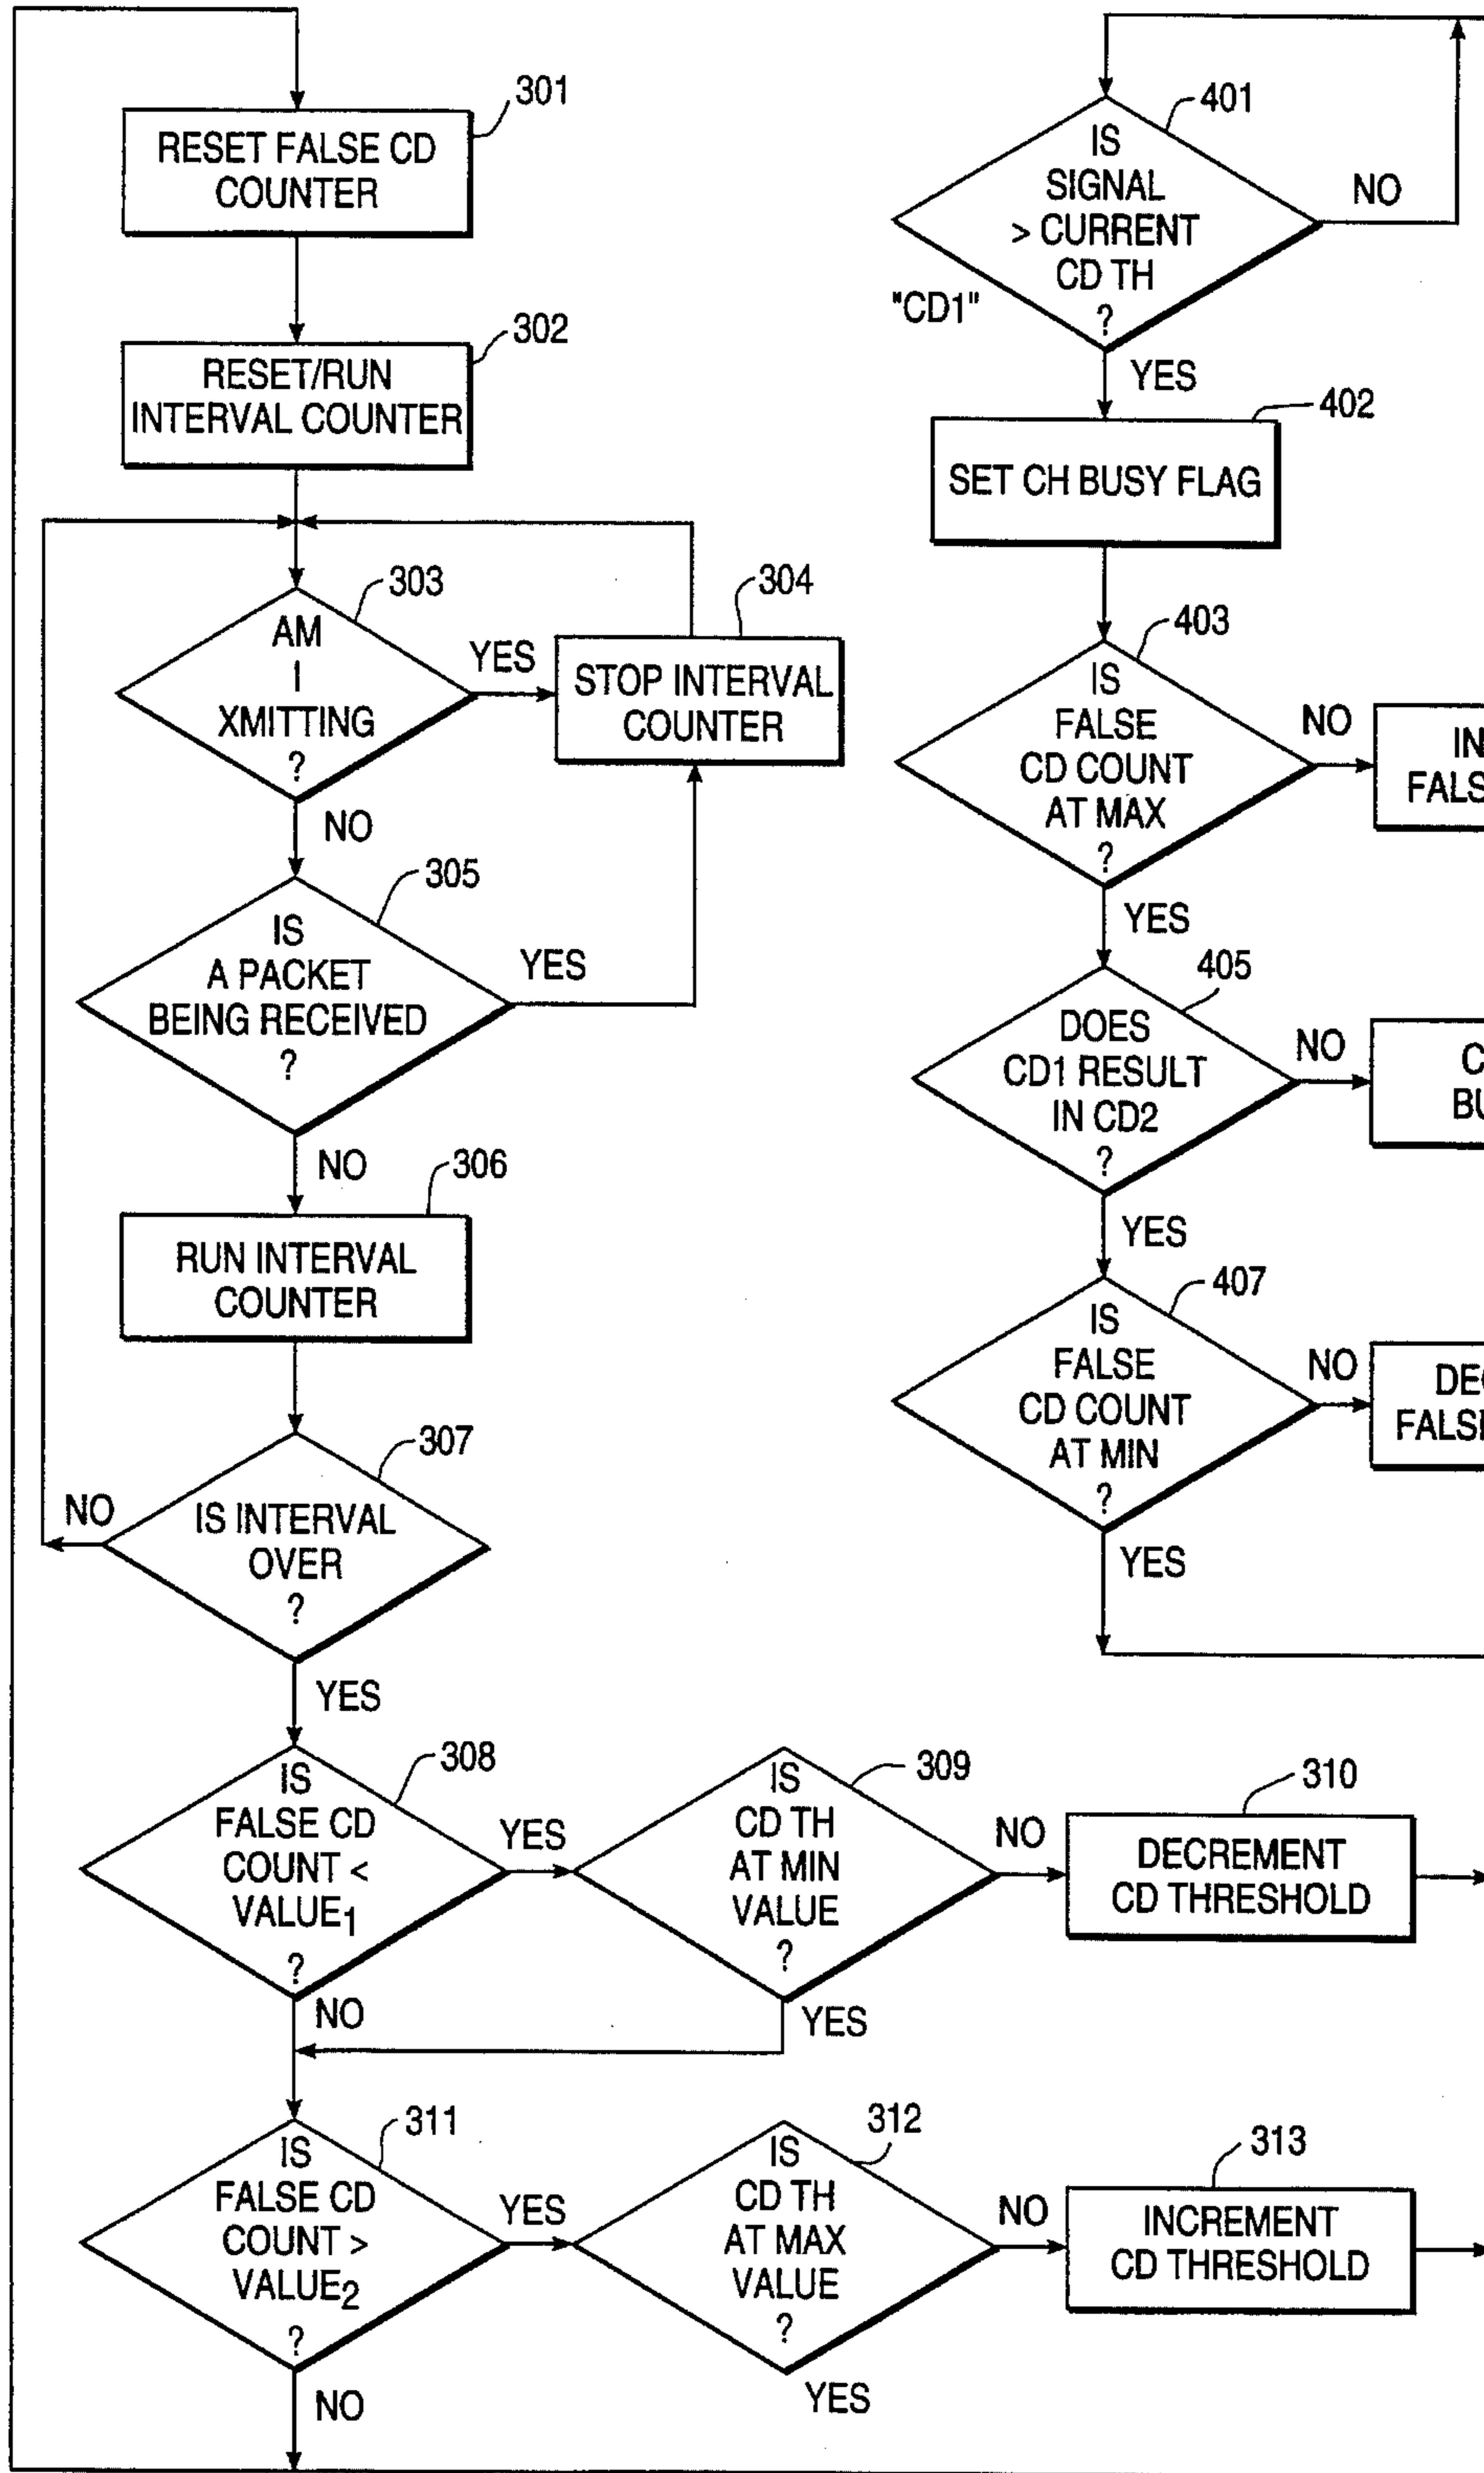 301
RESET FALSE CD
COUNTER
302
RESET/RUN
INTERVAL COUNTER
303
AM
I
XMITTING
?
YES
NO
304
STOP INTERVAL
COUNTER
305
IS
A PACKET
BEING RECEIVED
?
YES
NO
306
RUN INTERVAL
COUNTER
307
IS INTERVAL
OVER
?
NO
YES
308
IS
FALSE CD
COUNT <
VALUE1
?
YES
NO
309
IS
CD TH
AT MIN
VALUE
?
NO
YES
310
DECREMENT
CD THRESHOLD
311
IS
FALSE CD
COUNT >
VALUE2
?
YES
NO
312
IS
CD TH
AT MAX
VALUE
?
NO
YES
313
INCREMENT
CD THRESHOLD
401
IS
SIGNAL
> CURRENT
CD TH
?
"CD1"
NO
YES
402
SET CH BUSY FLAG
403
IS
FALSE
CD COUNT
AT MAX
?
NO
YES
IN
FALS
405
DOES
CD1 RESULT
IN CD2
?
NO
YES
C
BU
407
IS
FALSE
CD COUNT
AT MIN
?
NO
YES
DE
FALS